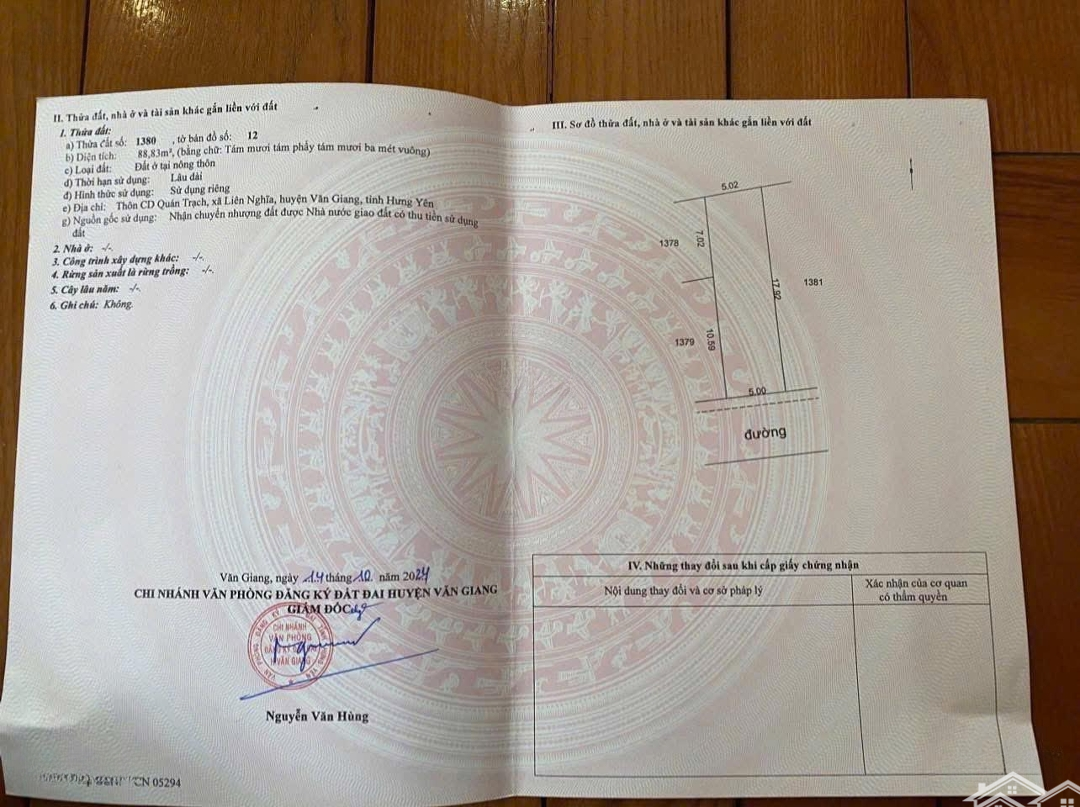 II. Thửa đất, nhà ở và tài sản khác gắn liền với đất
1. Thửa đất:
a) Thửa đất số: 1380 , tờ bản đồ số: 12
b) Diện tích: 88,83m², (bằng chữ: Tám mươi tám phẩy tám mươi ba mét vuông)
c) Loại đất: Đất ở tại nông thôn
d) Thời hạn sử dụng: Lâu dài
đ) Hình thức sử dụng: Sử dụng riêng
e) Địa chỉ: Thôn CD Quán Trạch, xã Liên Nghĩa, huyện Văn Giang, tỉnh Hưng Yên
g) Nguồn gốc sử dụng: Nhận chuyển nhượng đất được Nhà nước giao đất có thu tiền sử dụng
đất
2. Nhà ở: -/-
3. Công trình xây dựng khác: -/-
4. Rừng sản xuất là rừng trồng: -/-
5. Cây lâu năm: -/-
6. Ghi chú: Không.
Văn Giang, ngày 14 tháng 10 năm 2024
CHI NHÁNH VĂN PHÒNG ĐĂNG KÝ ĐẤT ĐAI HUYỆN VĂN GIANG
GIÁM ĐỐC
CHI NHÁNH
VĂN PHÒNG
H.VĂN GIANG
Nguyễn Văn Hùng
CN 05294
III. Sơ đồ thửa đất, nhà ở và tài sản khác gắn liền với đất
5.02
7.02
1378
17.92
1381
10.59
1379
5.00
đường
IV. Những thay đổi sau khi cấp giấy chứng nhận
Nội dung thay đổi và cơ sở pháp lý
Xác nhận của cơ quan
có thẩm quyền